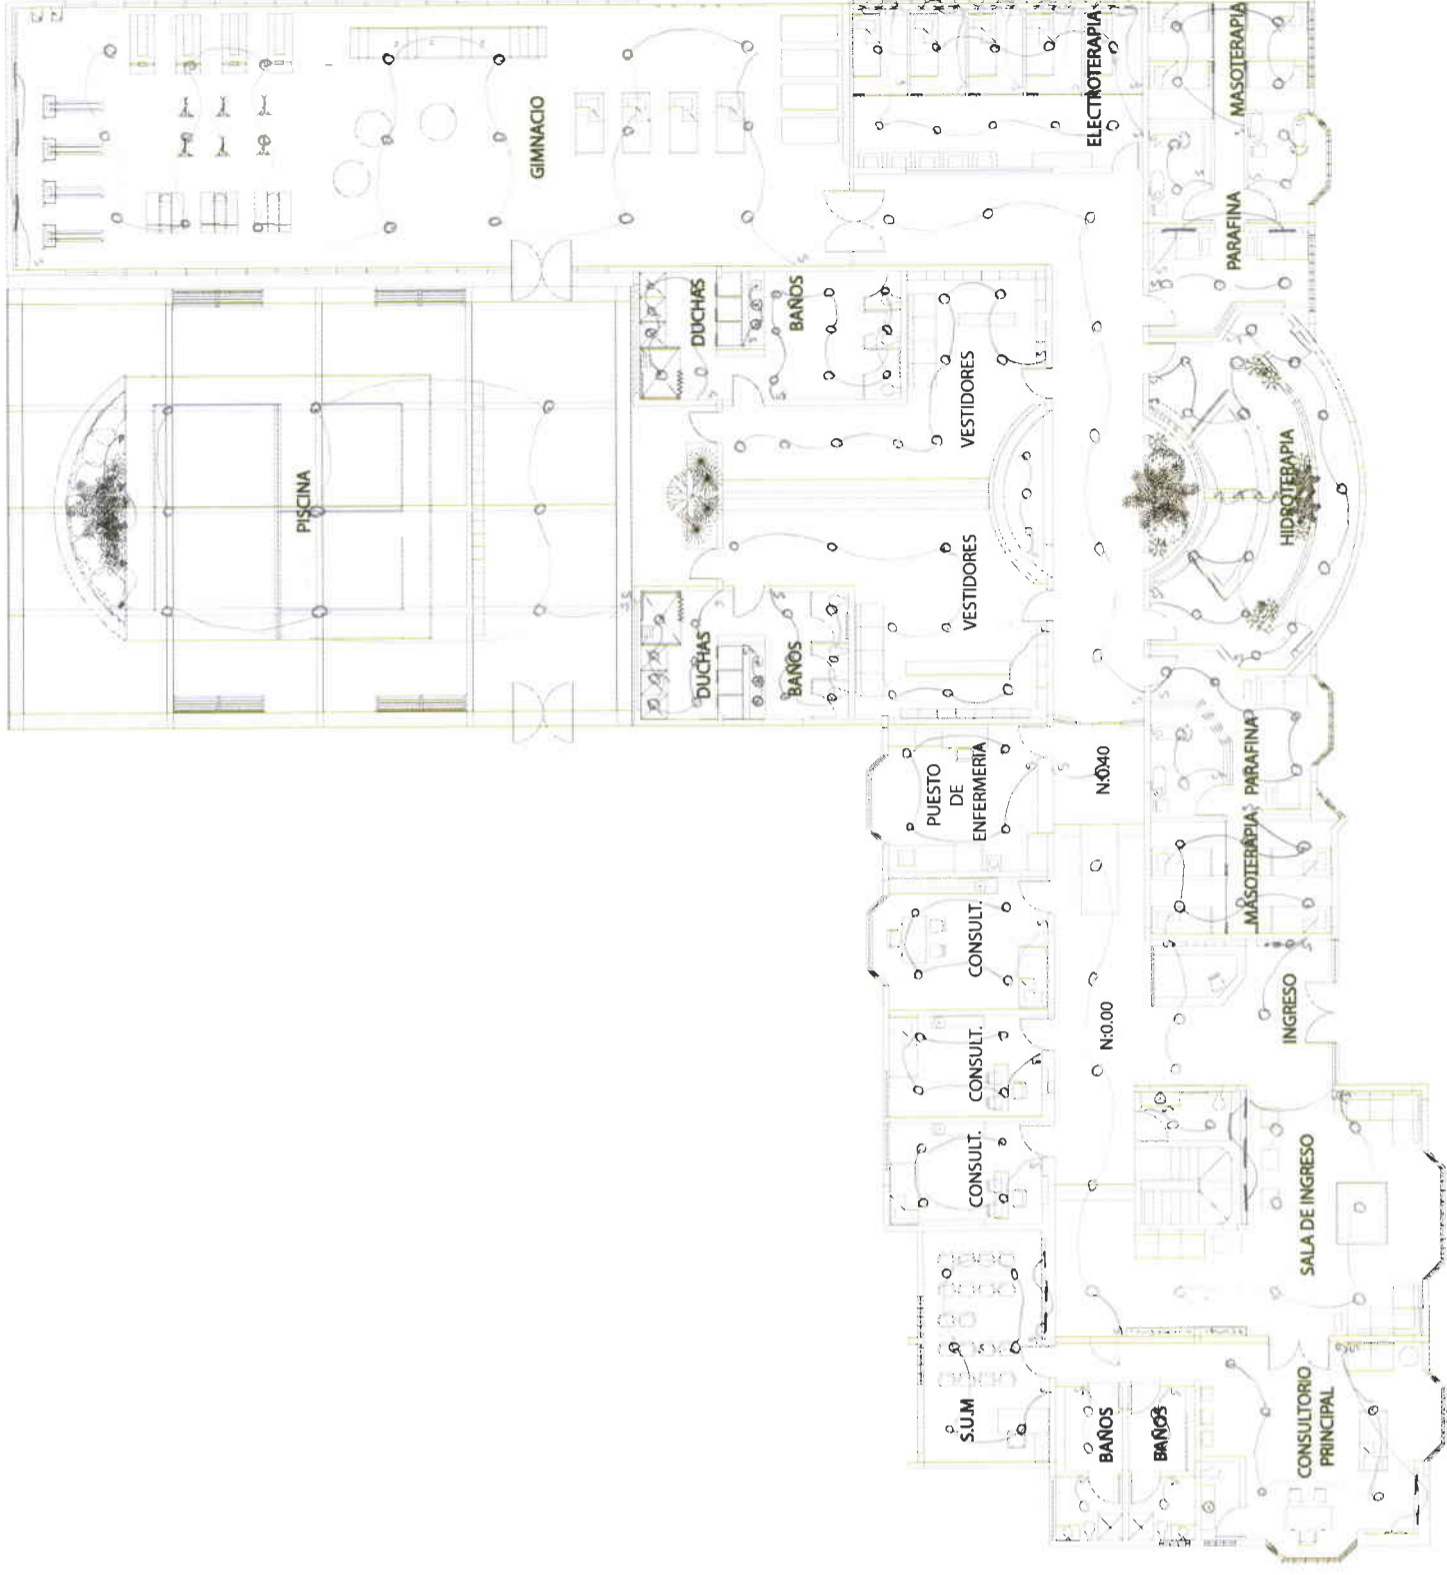 GIMNACIO
ELECTROTERAPIA
MASOTERAPIA
PARAFINA
DUCHAS
BAÑOS
VESTIDORES
PISCINA
HIDROTERAPIA
VESTIDORES
DUCHAS
BAÑOS
PUESTO
DE
ENFERMERÍA
N:0.40
PARAFINA
MASOTERAPIA
CONSULT.
CONSULT.
CONSULT.
N:0.00
INGRESO
SALA DE INGRESO
S.U.M
BAÑOS
BAÑOS
CONSULTORIO
PRINCIPAL